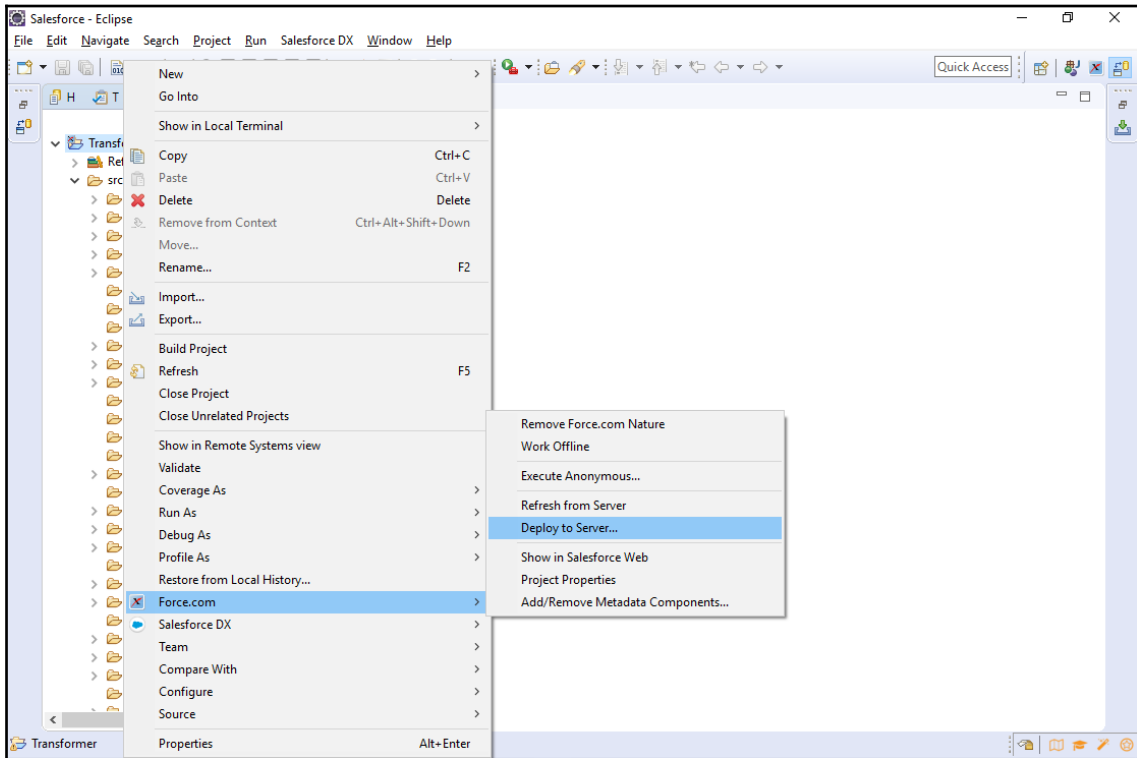 Salesforce - Eclipse
File Edit Navigate Search Project Run Salesforce DX Window Help
Quick Access
H T
Transf
Ref
src
New
Go Into
Show in Local Terminal
Copy Ctrl+C
Paste Ctrl+V
Delete Delete
Remove from Context Ctrl+Alt+Shift+Down
Move...
Rename... F2
Import...
Export...
Build Project
Refresh F5
Close Project
Close Unrelated Projects
Show in Remote Systems view
Validate
Coverage As
Run As
Debug As
Profile As
Restore from Local History...
Force.com
Salesforce DX
Team
Compare With
Configure
Source
Properties Alt+Enter
Remove Force.com Nature
Work Offline
Execute Anonymous...
Refresh from Server
Deploy to Server...
Show in Salesforce Web
Project Properties
Add/Remove Metadata Components...
Transformer